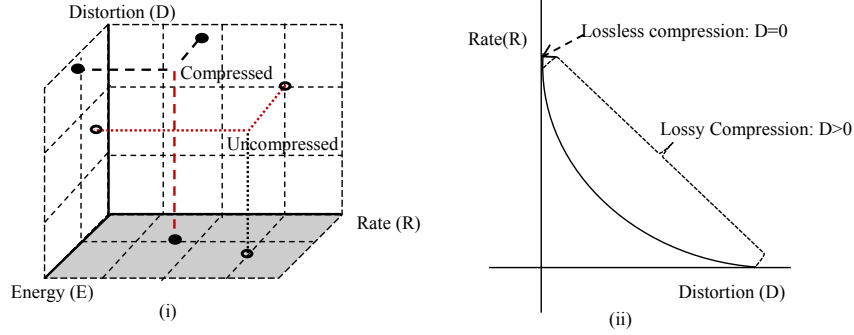 Distortion (D)
Compressed
Uncompressed
Rate (R)
Energy (E)
(i)
Rate(R)
Lossless compression: D=0
Lossy Compression: D>0
Distortion (D)
(ii)